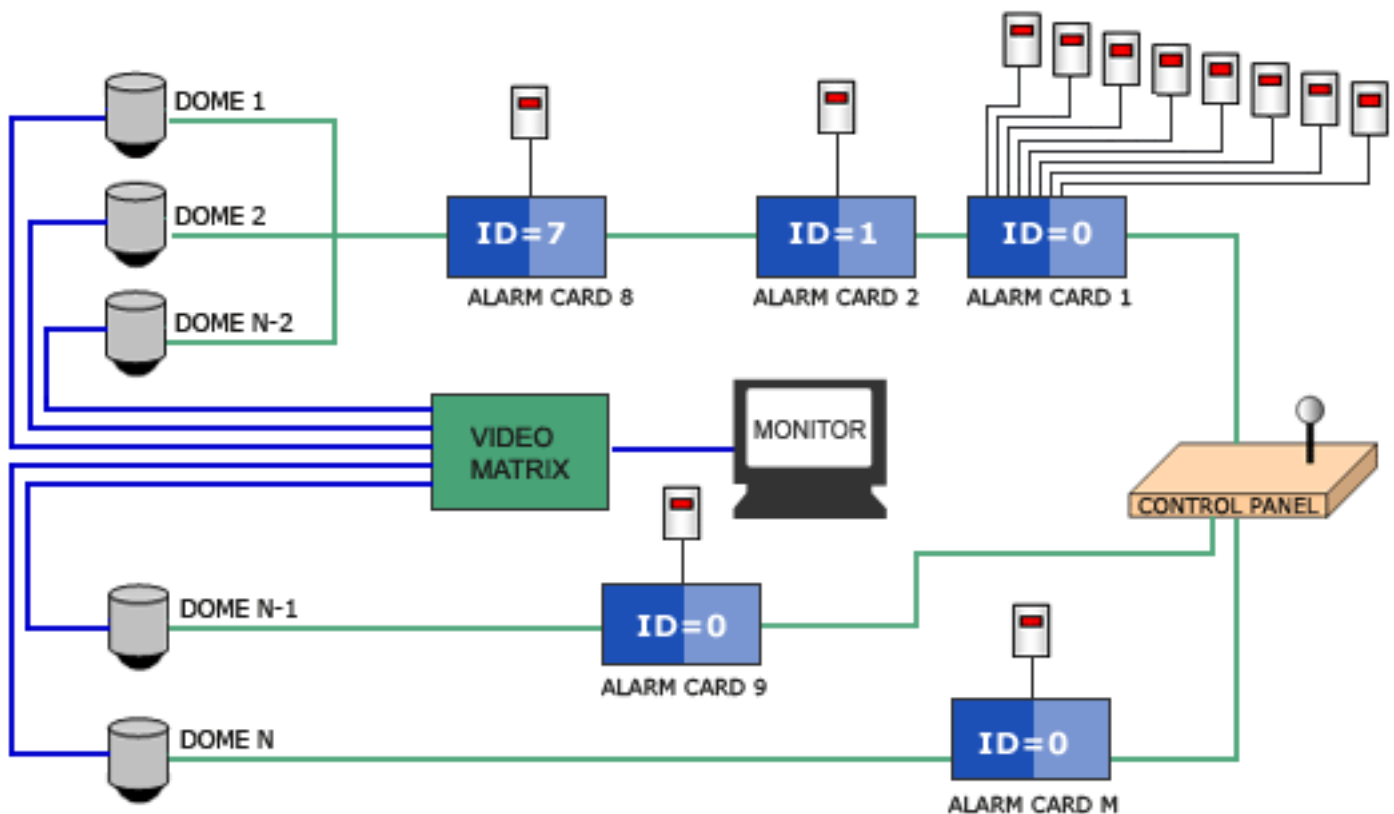 DOME 1
DOME 2
DOME N-2
ID=7
ALARM CARD 8
ID=1
ALARM CARD 2
ID=0
ALARM CARD 1
VIDEO
MATRIX
MONITOR
CONTROL PANEL
DOME N-1
ID=0
ALARM CARD 9
DOME N
ID=0
ALARM CARD M